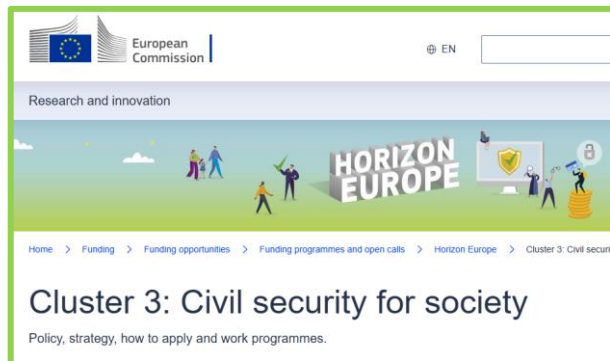 European
Commission
EN
Research and innovation
HORIZON
EUROPE
Home > Funding > Funding opportunities > Funding programmes and open calls > Horizon Europe > Cluster 3: Civil securi
Cluster 3: Civil security for society
Policy, strategy, how to apply and work programmes.